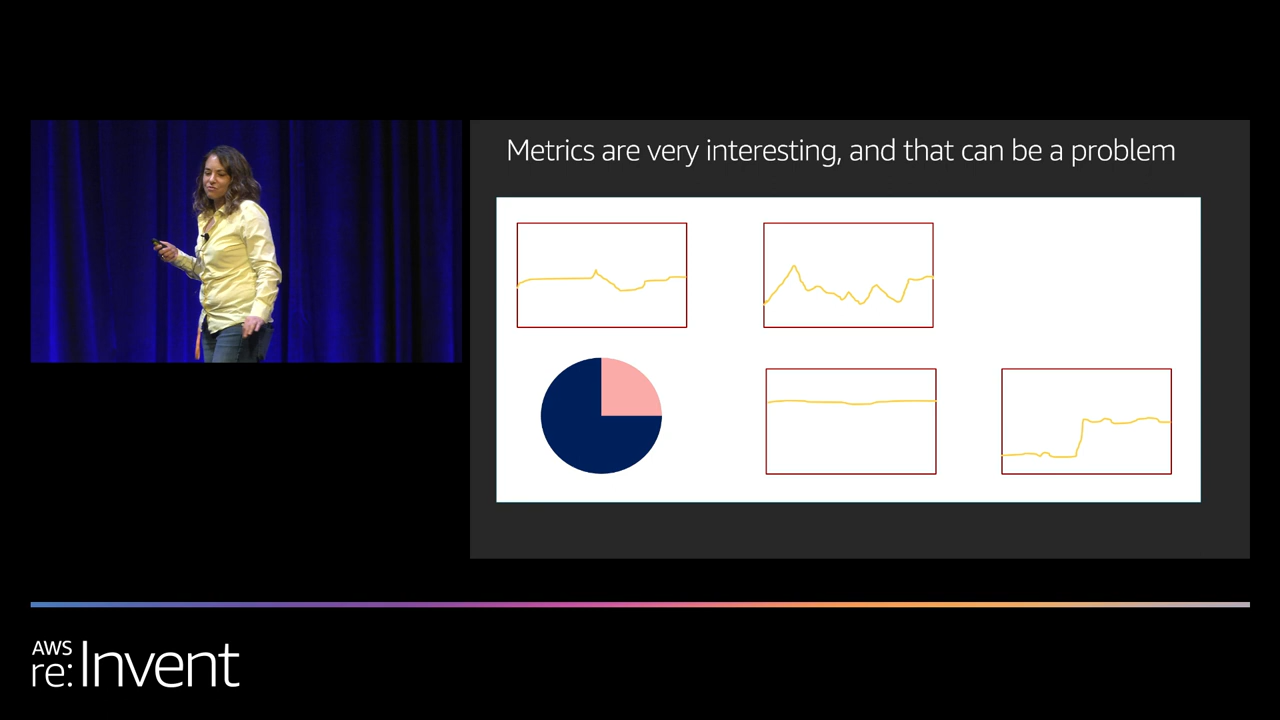 Metrics are very interesting, and that can be a problem
AWS
re:Invent